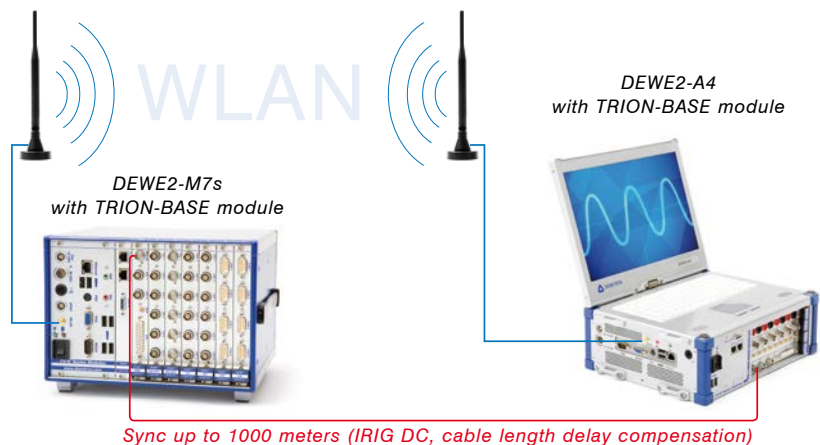 WLAN
DEWE2-A4
with TRION-BASE module
DEWE2-M7s
with TRION-BASE module
Sync up to 1000 meters (IRIG DC, cable length delay compensation)